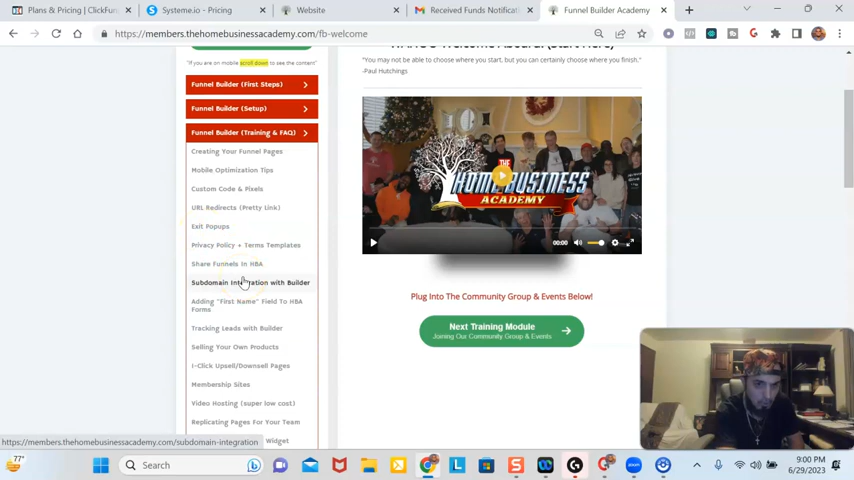 Plans & Pricing | ClickFun
Systeme.io - Pricing
Website
Received Funds Notificat
Funnel Builder Academy
https://members.thehomebusinessacademy.com/fb-welcome
"If you are on mobile scroll down to see the content"
Funnel Builder (First Steps)
Funnel Builder (Setup)
Funnel Builder (Training & FAQ)
Creating Your Funnel Pages
Mobile Optimization Tips
Custom Code & Pixels
URL Redirects (Pretty Link)
Exit Popups
Privacy Policy + Terms Templates
Share Funnels In HBA
Subdomain Integration with Builder
Adding "First Name" Field To HBA
Forms
Tracking Leads with Builder
Selling Your Own Products
1-Click Upsell/Downsell Pages
Membership Sites
Video Hosting (super low cost)
Replicating Pages For Your Team
Widget
Welcome Aboard! (Start Here)
"You may not be able to choose where you start, but you can certainly choose where you finish."
-Paul Hutchings
THE
HOME BUSINESS
ACADEMY
00:00
Plug Into The Community Group & Events Below!
Next Training Module
Joining Our Community Group & Events
https://members.thehomebusinessacademy.com/subdomain-integration
77°
Search
9:00 PM
6/29/2023